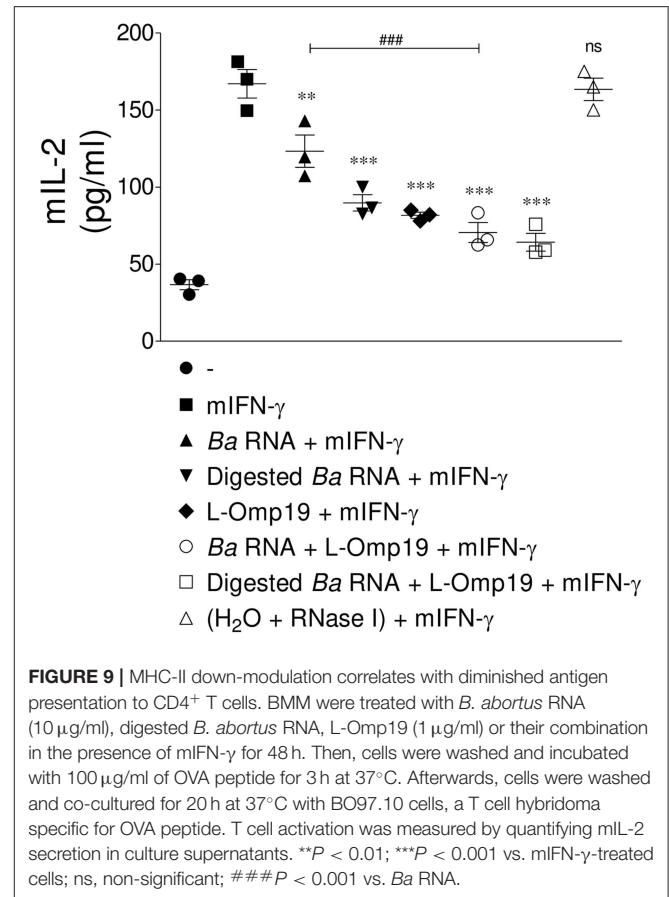 200
150
100
50
0
mIL-2
(pg/ml)
###
ns
**
***
***
***
***
● -
■ mIFN-γ
▲ Ba RNA + mIFN-γ
▼ Digested Ba RNA + mIFN-γ
◆ L-Omp19 + mIFN-γ
○ Ba RNA + L-Omp19 + mIFN-γ
□ Digested Ba RNA + L-Omp19 + mIFN-γ
△ (H₂O + RNase I) + mIFN-γ
FIGURE 9 | MHC-II down-modulation correlates with diminished antigen
presentation to CD4⁺ T cells. BMM were treated with B. abortus RNA
(10 μg/ml), digested B. abortus RNA, L-Omp19 (1 μg/ml) or their combination
in the presence of mIFN-γ for 48 h. Then, cells were washed and incubated
with 100 μg/ml of OVA peptide for 3 h at 37°C. Afterwards, cells were washed
and co-cultured for 20 h at 37°C with BO97.10 cells, a T cell hybridoma
specific for OVA peptide. T cell activation was measured by quantifying mIL-2
secretion in culture supernatants. **P < 0.01; ***P < 0.001 vs. mIFN-γ-treated
cells; ns, non-significant; ###P < 0.001 vs. Ba RNA.